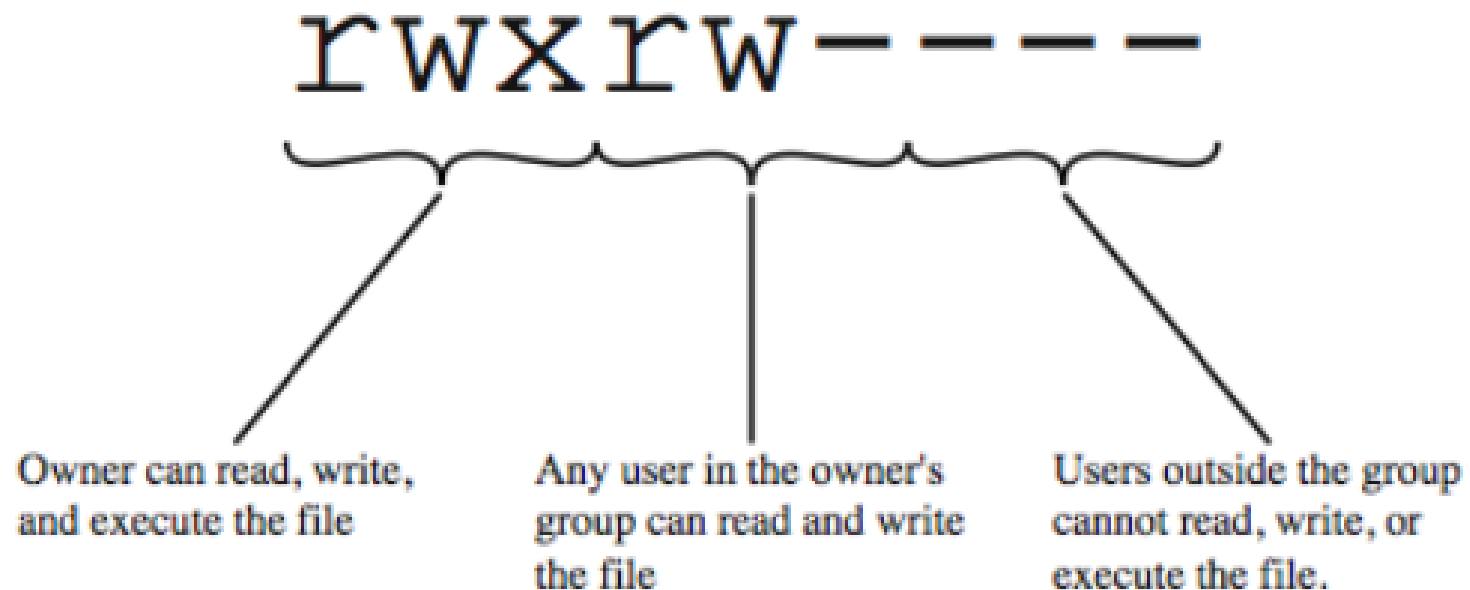 rwxrw----
Owner can read, write,
and execute the file
Any user in the owner's
group can read and write
the file
Users outside the group
cannot read, write, or
execute the file.